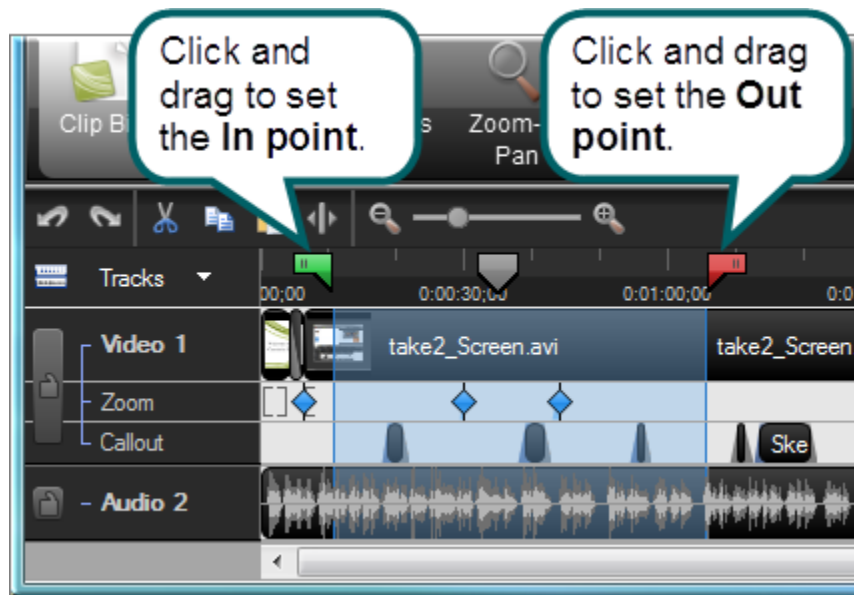 Click and
drag to set
the In point.
Click and drag
to set the Out
point.
Clip Bi
s
Zoom-
Pan
Tracks
00;00
0:00:30;00
0:01:00;00
0:0
Video 1
take2_Screen.avi
take2_Screen
Zoom
Callout
Ske
Audio 2